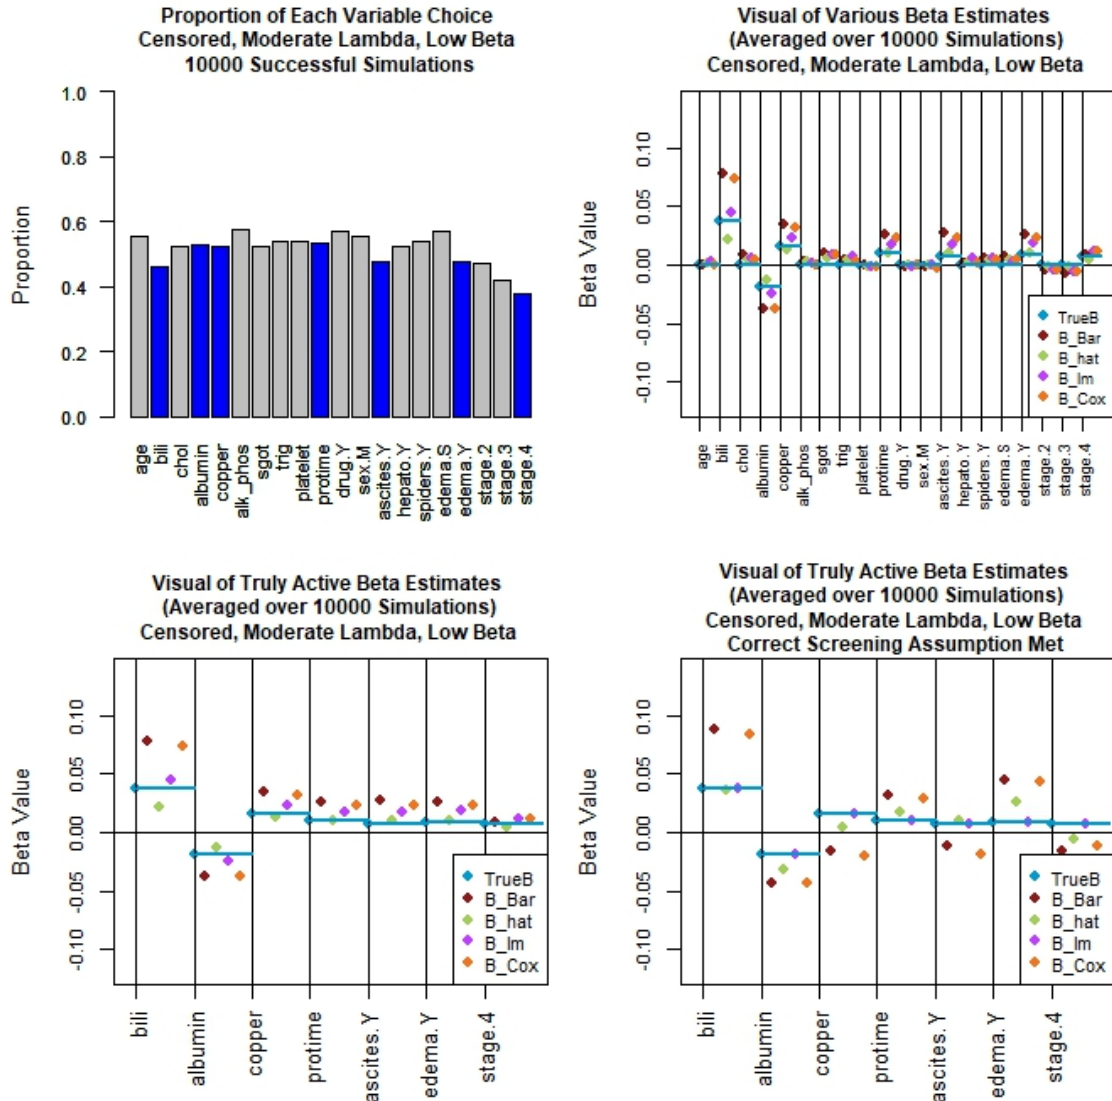 Proportion of Each Variable Choice
Censored, Moderate Lambda, Low Beta
10000 Successful Simulations
Proportion
1.0
0.8
0.6
0.4
0.2
0.0
age
bili
chol
albumin
copper
alk_phos
sgot
trig
platelet
protime
drug.Y
sex.M
ascites.Y
hepato.Y
spiders.Y
edema.S
edema.Y
stage.2
stage.3
stage.4
Visual of Various Beta Estimates
(Averaged over 10000 Simulations)
Censored, Moderate Lambda, Low Beta
Beta Value
0.10
0.05
0.00
-0.05
-0.10
TrueB
B_Bar
B_hat
B_lm
B_Cox
age
bili
chol
albumin
copper
alk_phos
sgot
trig
platelet
protime
drug.Y
sex.M
ascites.Y
hepato.Y
spiders.Y
edema.S
edema.Y
stage.2
stage.3
stage.4
Visual of Truly Active Beta Estimates
(Averaged over 10000 Simulations)
Censored, Moderate Lambda, Low Beta
Beta Value
0.10
0.05
0.00
-0.05
-0.10
TrueB
B_Bar
B_hat
B_lm
B_Cox
bili
albumin
copper
protime
ascites.Y
edema.Y
stage.4
Visual of Truly Active Beta Estimates
(Averaged over 10000 Simulations)
Censored, Moderate Lambda, Low Beta
Correct Screening Assumption Met
Beta Value
0.10
0.05
0.00
-0.05
-0.10
TrueB
B_Bar
B_hat
B_lm
B_Cox
bili
albumin
copper
protime
ascites.Y
edema.Y
stage.4